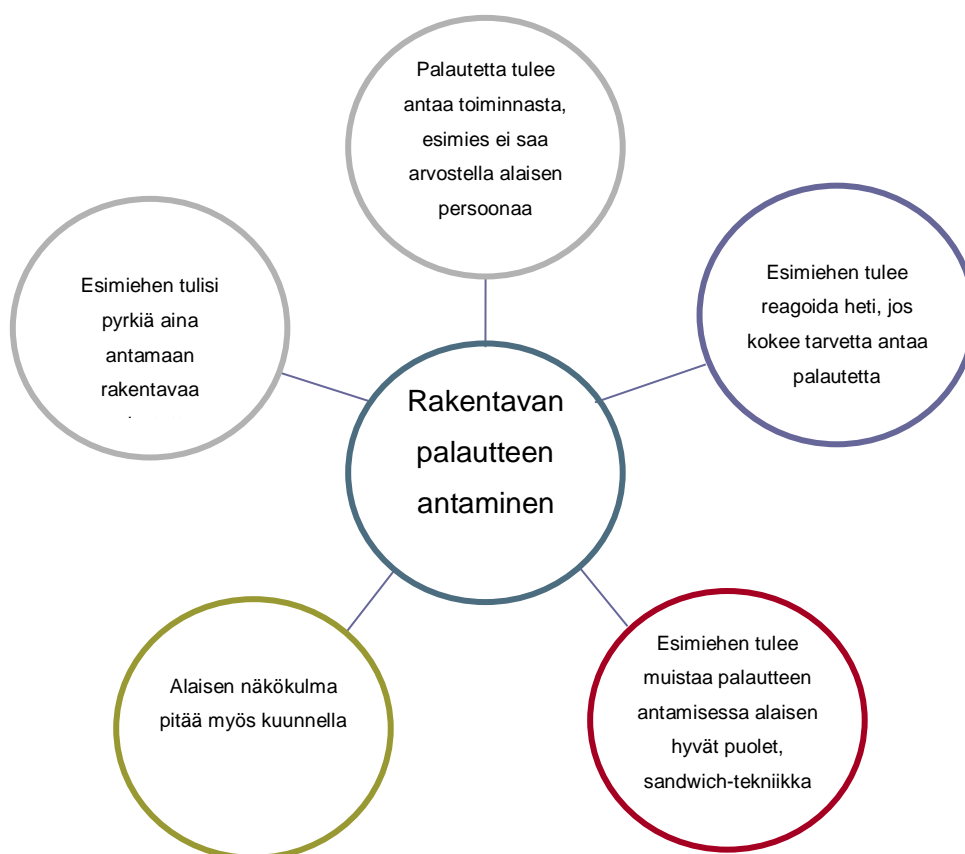 Palautetta tulee
antaa toiminnasta,
esimies ei saa
arvostella alaisen
persoonaa
Esimiehen tulee
reagoida heti, jos
kokee tarvetta antaa
palautetta
Esimiehen tulisi
pyrkiä aina
antamaan
rakentavaa
Rakentavan
palautteen
antaminen
Alaisen näkökulma
pitää myös kuunnella
Esimiehen tulee
muistaa palautteen
antamisessa alaisen
hyvät puolet,
sandwich-tekniikka